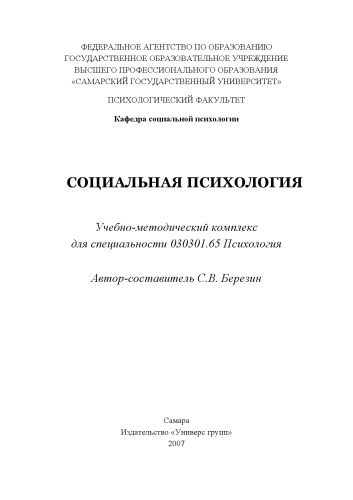 ФЕДЕРАЛЬНОЕ АГЕНТСТВО ПО ОБРАЗОВАНИЮ
ГОСУДАРСТВЕННОЕ ОБРАЗОВАТЕЛЬНОЕ УЧРЕЖДЕНИЕ
ВЫСШЕГО ПРОФЕССИОНАЛЬНОГО ОБРАЗОВАНИЯ
«САМАРСКИЙ ГОСУДАРСТВЕННЫЙ УНИВЕРСИТЕТ»
ПСИХОЛОГИЧЕСКИЙ ФАКУЛЬТЕТ
Кафедра социальной психологии
СОЦИАЛЬНАЯ ПСИХОЛОГИЯ
Учебно-методический комплекс
для специальности 030301.65 Психология
Автор-составитель С.В. Березин
Самара
Издательство «Универс групп»
2007